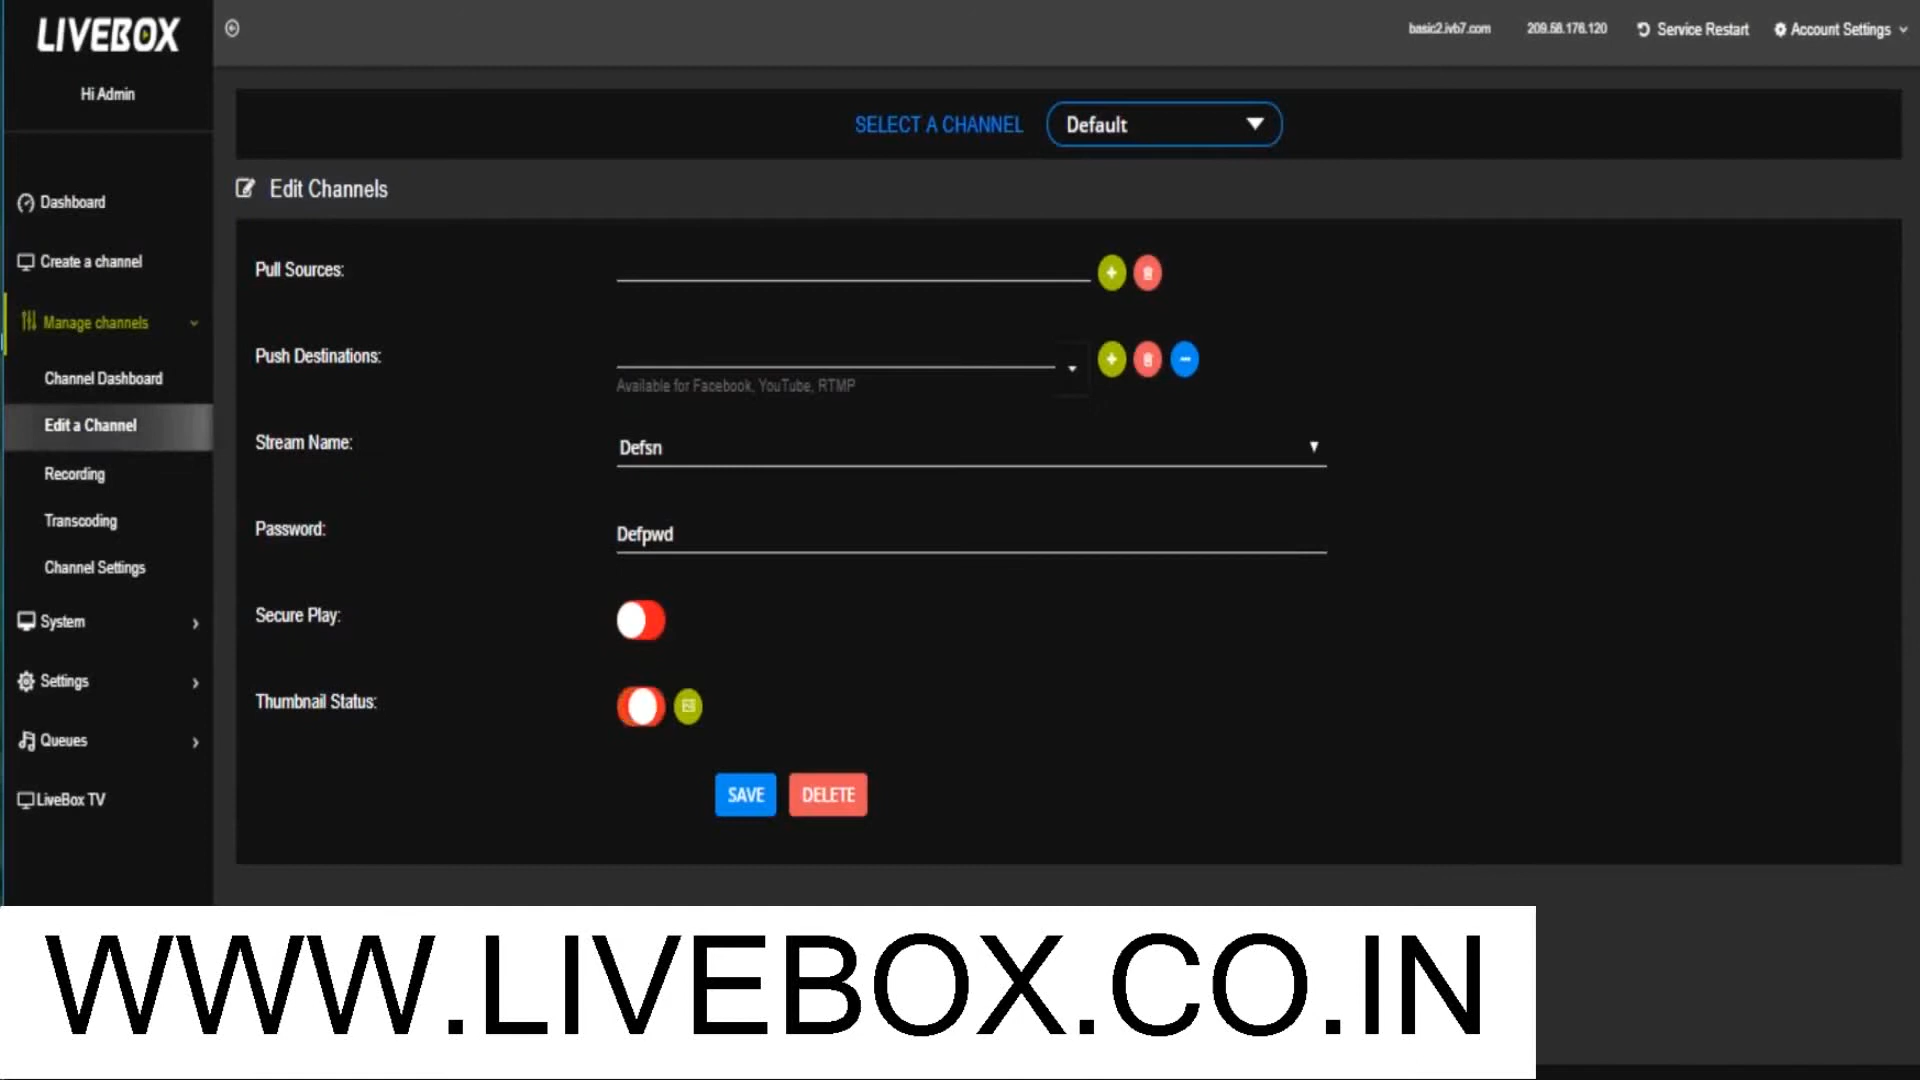 LIVEBOX
basic2.ivb7.com 209.58.176.120 Service Restart Account Settings
Hi Admin
SELECT A CHANNEL Default
Edit Channels
Dashboard
Create a channel
Manage channels
Channel Dashboard
Edit a Channel
Recording
Transcoding
Channel Settings
System
Settings
Queues
LiveBox TV
Pull Sources:
Push Destinations:
Available for Facebook, YouTube, RTMP
Stream Name: Defsn
Password: Defpwd
Secure Play:
Thumbnail Status:
SAVE DELETE
WWW.LIVEBOX.CO.IN